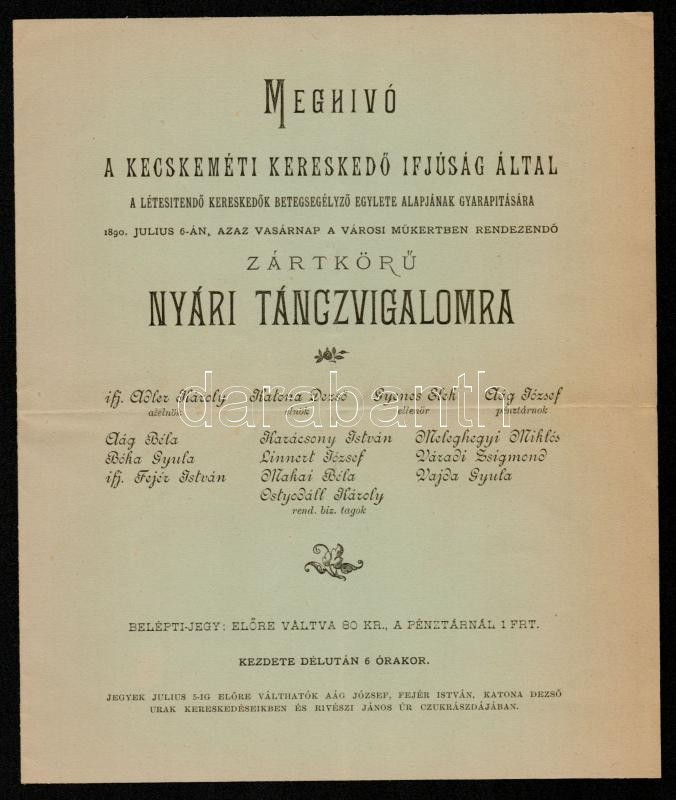 MEGHIVÓ
A KECSKEMÉTI KERESKEDŐ IFJÚSÁG ÁLTAL
A LÉTESITENDŐ KERESKEDŐK BETEGSEGÉLYZŐ EGYLETE ALAPJÁNAK GYARAPITÁSÁRA
1890. JULIUS 6-ÁN, AZAZ VASÁRNAP A VÁROSI MŰKERTBEN RENDEZENDŐ
ZÁRTKÖRŰ
NYÁRI TÁNCZVIGALOMRA
ifj. Adler Károly Katona Dezső Gyenes Elek Aág József
alelnök elnök ellenőr pénztárnok
darabanth
Aág Béla Karácsony István Meleghegyi Miklós
Béka Gyula Linnert József Váradi Zsigmond
ifj. Fejér István Makai Béla Vajda Gyula
Ostyodáll Károly
rend. biz. tagok
BELÉPTI-JEGY: ELŐRE VÁLTVA 80 KR., A PÉNZTÁRNÁL 1 FRT.
KEZDETE DÉLUTÁN 6 ÓRAKOR.
JEGYEK JULIUS 5-IG ELŐRE VÁLTHATÓK AÁG JÓZSEF, FEJÉR ISTVÁN, KATONA DEZSŐ
URAK KERESKEDÉSEIKBEN ÉS RIVÉSZI JÁNOS ÚR CZUKRÁSZDÁJÁBAN.